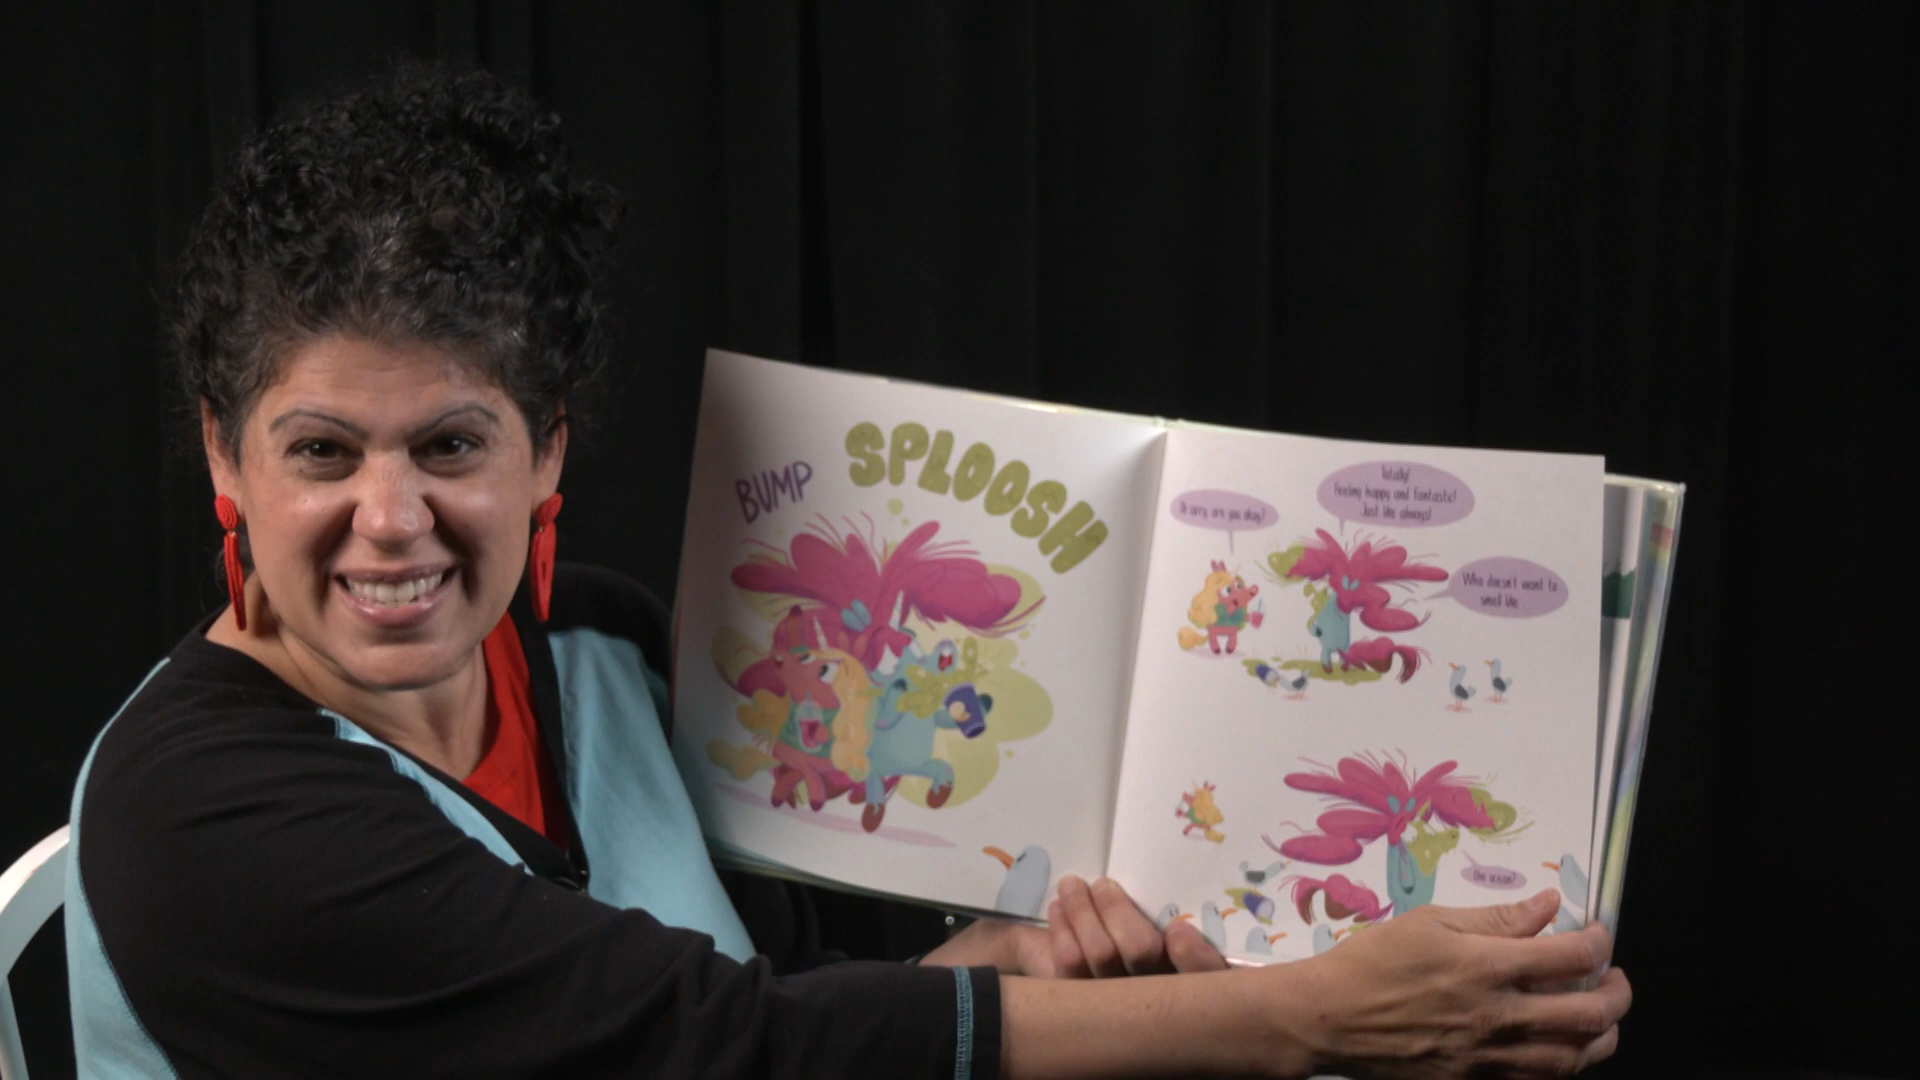 BUMP
SPLOOSH
sorry, are you okay?
Totally!
Feeling happy and fantastic!
Just like always!
Who doesn't want to
smell like...
the ocean?